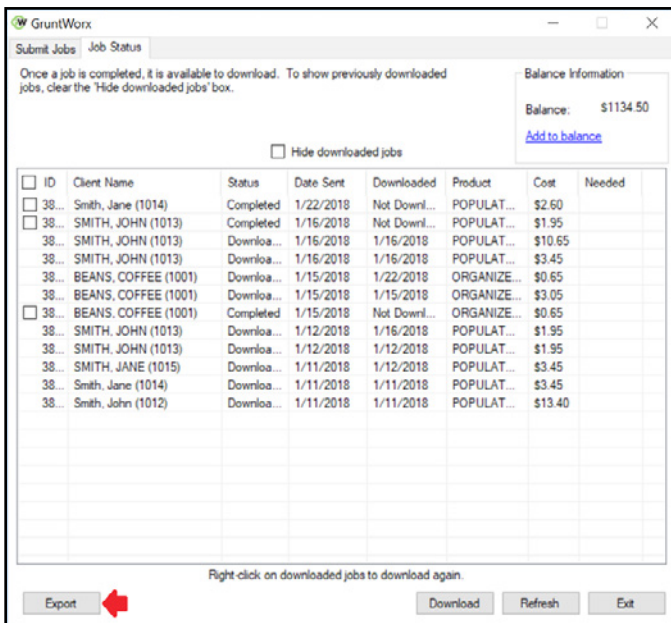 GruntWorx
Submit Jobs Job Status
Once a job is completed, it is available to download. To show previously downloaded
jobs, clear the 'Hide downloaded jobs' box.
Balance Information
Balance: $1134.50
Add to balance
Hide downloaded jobs
ID Client Name Status Date Sent Downloaded Product Cost Needed
38... Smith, Jane (1014) Completed 1/22/2018 Not Downl... POPULAT... $2.60
38... SMITH, JOHN (1013) Completed 1/16/2018 Not Downl... POPULAT... $1.95
38... SMITH, JOHN (1013) Downloa... 1/16/2018 1/16/2018 POPULAT... $10.65
38... SMITH, JOHN (1013) Downloa... 1/16/2018 1/16/2018 POPULAT... $3.45
38... BEANS, COFFEE (1001) Downloa... 1/15/2018 1/22/2018 ORGANIZE... $0.65
38... BEANS, COFFEE (1001) Downloa... 1/15/2018 1/15/2018 ORGANIZE... $3.05
38... BEANS, COFFEE (1001) Completed 1/15/2018 Not Downl... ORGANIZE... $0.65
38... SMITH, JOHN (1013) Downloa... 1/12/2018 1/16/2018 POPULAT... $1.95
38... SMITH, JOHN (1013) Downloa... 1/12/2018 1/12/2018 POPULAT... $1.95
38... SMITH, JANE (1015) Downloa... 1/11/2018 1/12/2018 POPULAT... $3.45
38... Smith, Jane (1014) Downloa... 1/11/2018 1/11/2018 POPULAT... $3.45
38... Smith, John (1012) Downloa... 1/11/2018 1/11/2018 POPULAT... $13.40
Right-click on downloaded jobs to download again.
Export Download Refresh Exit